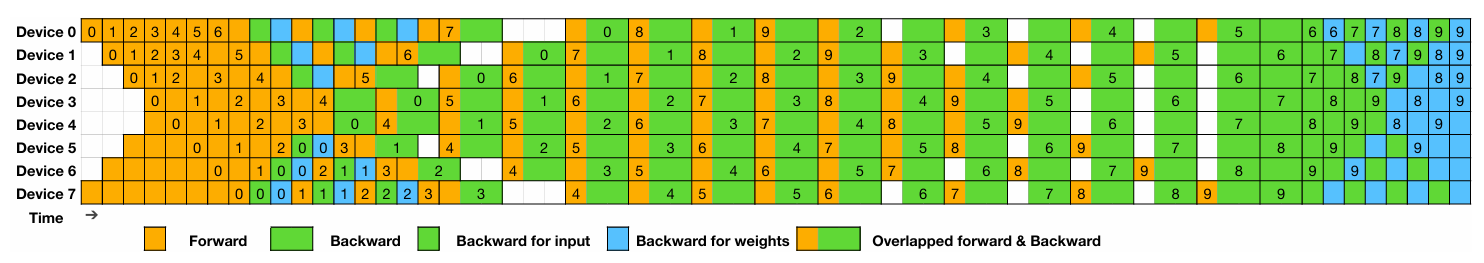 Device 0 0 1 2 3 4 5 6 7 0 8 1 9 2 3 4 5 6 6 7 7 8 8 9 9
Device 1 0 1 2 3 4 5 6 0 7 1 8 2 9 3 4 5 6 7 8 7 9 8 9
Device 2 0 1 2 3 4 5 0 6 1 7 2 8 3 9 4 5 6 7 8 7 9 8 9
Device 3 0 1 2 3 4 0 5 1 6 2 7 3 8 4 9 5 6 7 8 9 8 9
Device 4 0 1 2 3 0 4 1 5 2 6 3 7 4 8 5 9 6 7 8 9 8 9
Device 5 0 1 2 0 0 3 1 4 2 5 3 6 4 7 5 8 6 9 7 8 9 9
Device 6 0 1 0 0 2 1 1 3 2 4 3 5 4 6 5 7 6 8 7 9 8 9 9
Device 7 0 0 0 1 1 1 2 2 2 3 3 4 4 5 5 6 6 7 7 8 8 9 9
Time →
Forward Backward Backward for input Backward for weights Overlapped forward & Backward